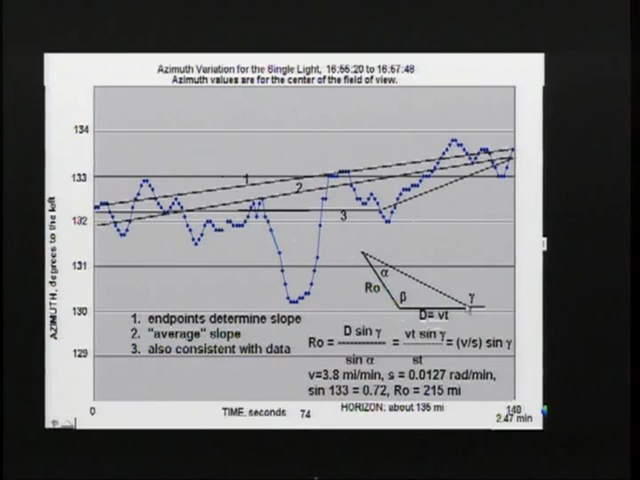 Azimuth Variation for the Single Light, 16:55:20 to 16:57:48
Azimuth values are for the center of the field of view.
134
133
132
131
130
129
AZIMUTH, degrees to the left
1
2
3
α
Ro
β
γ
D= vt
1. endpoints determine slope
2. "average" slope
3. also consistent with data
Ro = D sin γ / sin α = vt sin γ / st = (v/s) sin γ
v=3.8 mi/min, s = 0.0127 rad/min,
sin 133 = 0.72, Ro = 215 mi
0
TIME, seconds
74
HORIZON: about 135 mi
148
2.47 min